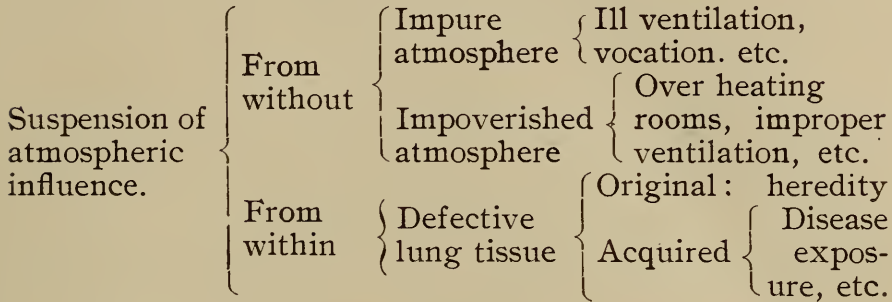 Suspension of atmospheric influence.
From without
Impure atmosphere
Ill ventilation, vocation. etc.
Impoverished atmosphere
Over heating rooms, improper ventilation, etc.
From within
Defective lung tissue
Original: heredity
Acquired
Disease expos-
ure, etc.